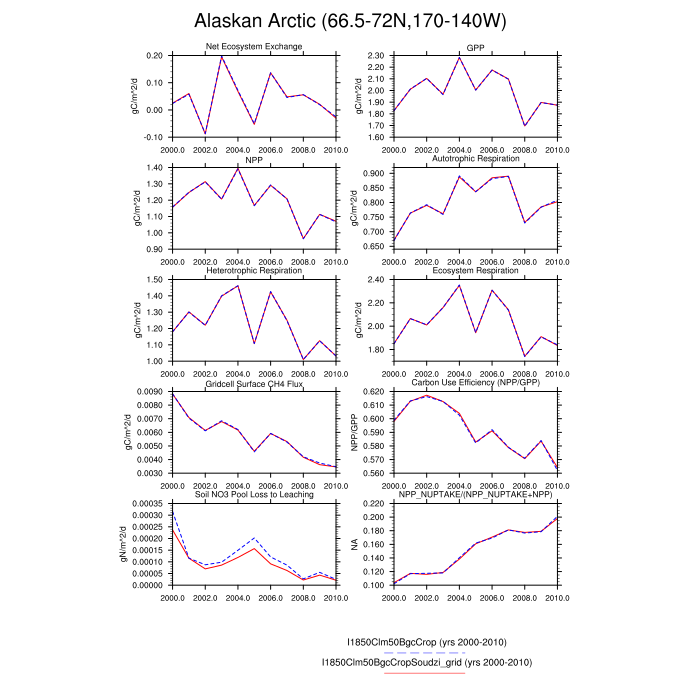 Alaskan Arctic (66.5-72N,170-140W)
Net Ecosystem Exchange
gC/m^2/d
0.20
0.10
0.00
-0.10
2000.0 2002.0 2004.0 2006.0 2008.0 2010.0
GPP
gC/m^2/d
2.30
2.20
2.10
2.00
1.90
1.80
1.70
1.60
2000.0 2002.0 2004.0 2006.0 2008.0 2010.0
NPP
gC/m^2/d
1.40
1.30
1.20
1.10
1.00
0.90
2000.0 2002.0 2004.0 2006.0 2008.0 2010.0
Autotrophic Respiration
gC/m^2/d
0.900
0.850
0.800
0.750
0.700
0.650
2000.0 2002.0 2004.0 2006.0 2008.0 2010.0
Heterotrophic Respiration
gC/m^2/d
1.50
1.40
1.30
1.20
1.10
1.00
2000.0 2002.0 2004.0 2006.0 2008.0 2010.0
Ecosystem Respiration
gC/m^2/d
2.40
2.20
2.00
1.80
2000.0 2002.0 2004.0 2006.0 2008.0 2010.0
Gridcell Surface CH4 Flux
gC/m^2/d
0.0090
0.0080
0.0070
0.0060
0.0050
0.0040
0.0030
2000.0 2002.0 2004.0 2006.0 2008.0 2010.0
Carbon Use Efficiency (NPP/GPP)
NPP/GPP
0.620
0.610
0.600
0.590
0.580
0.570
0.560
2000.0 2002.0 2004.0 2006.0 2008.0 2010.0
Soil NO3 Pool Loss to Leaching
gN/m^2/d
0.00035
0.00030
0.00025
0.00020
0.00015
0.00010
0.00005
0.00000
2000.0 2002.0 2004.0 2006.0 2008.0 2010.0
NPP_NUPTAKE/(NPP_NUPTAKE+NPP)
NA
0.220
0.200
0.180
0.160
0.140
0.120
0.100
2000.0 2002.0 2004.0 2006.0 2008.0 2010.0
I1850Clm50BgcCrop (yrs 2000-2010)
I1850Clm50BgcCropSoudzi_grid (yrs 2000-2010)